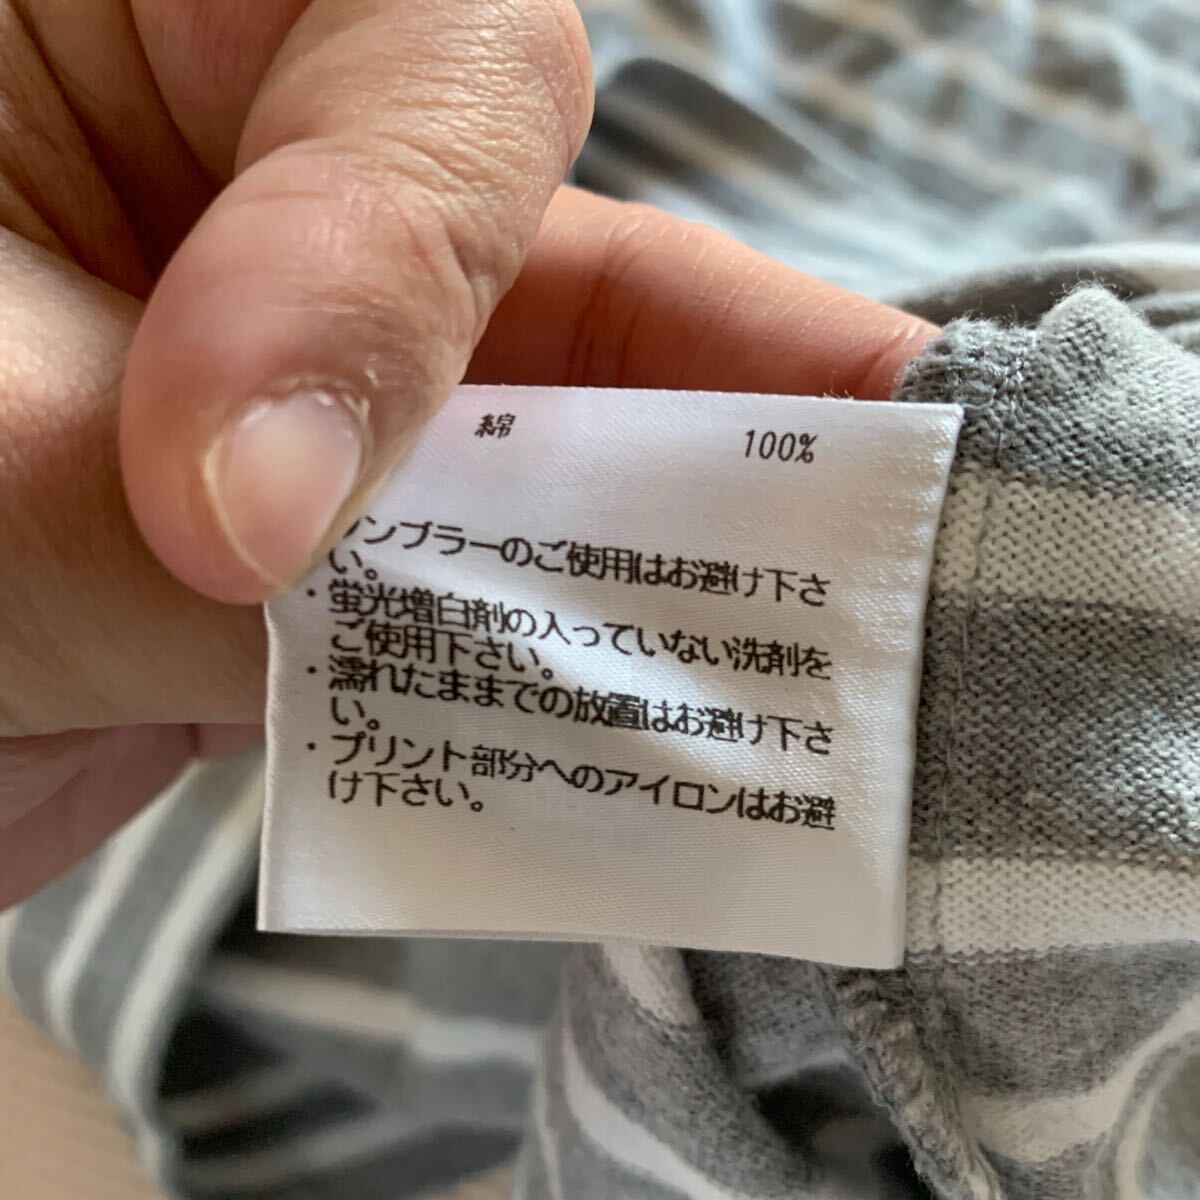 綿 100%
タンブラーのご使用はお避け下さ
い。
・蛍光増白剤の入っていない洗剤を
ご使用下さい。
・濡れたままでの放置はお避け下さ
い。
・プリント部分へのアイロンはお避
け下さい。